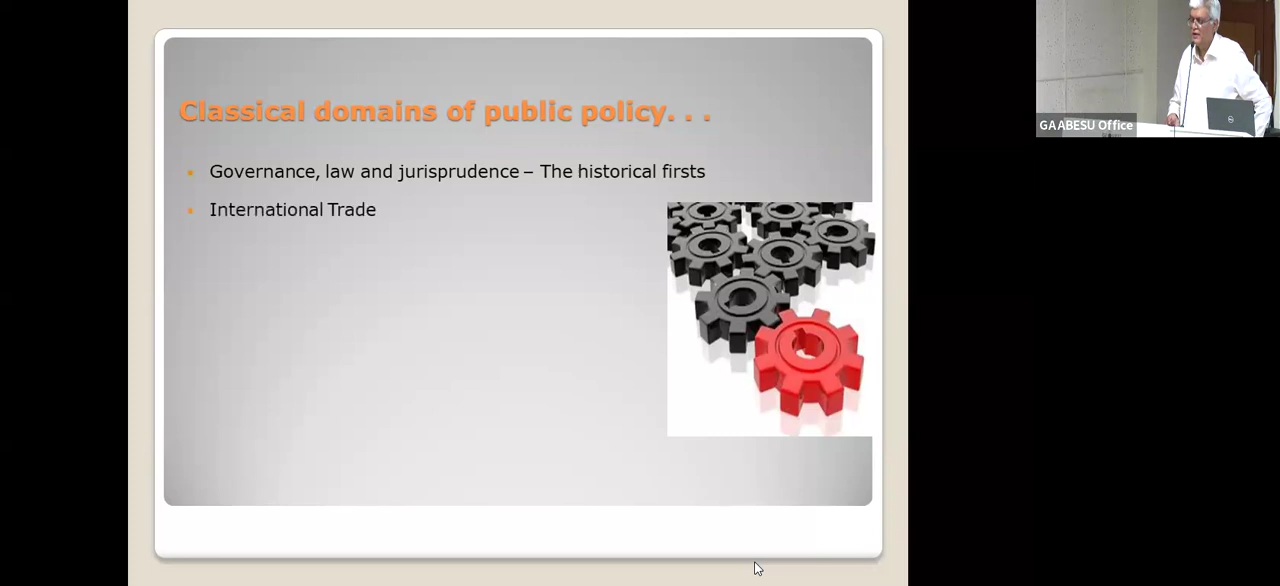 Classical domains of public policy. . .
Governance, law and jurisprudence – The historical firsts
International Trade
GAABESU Office